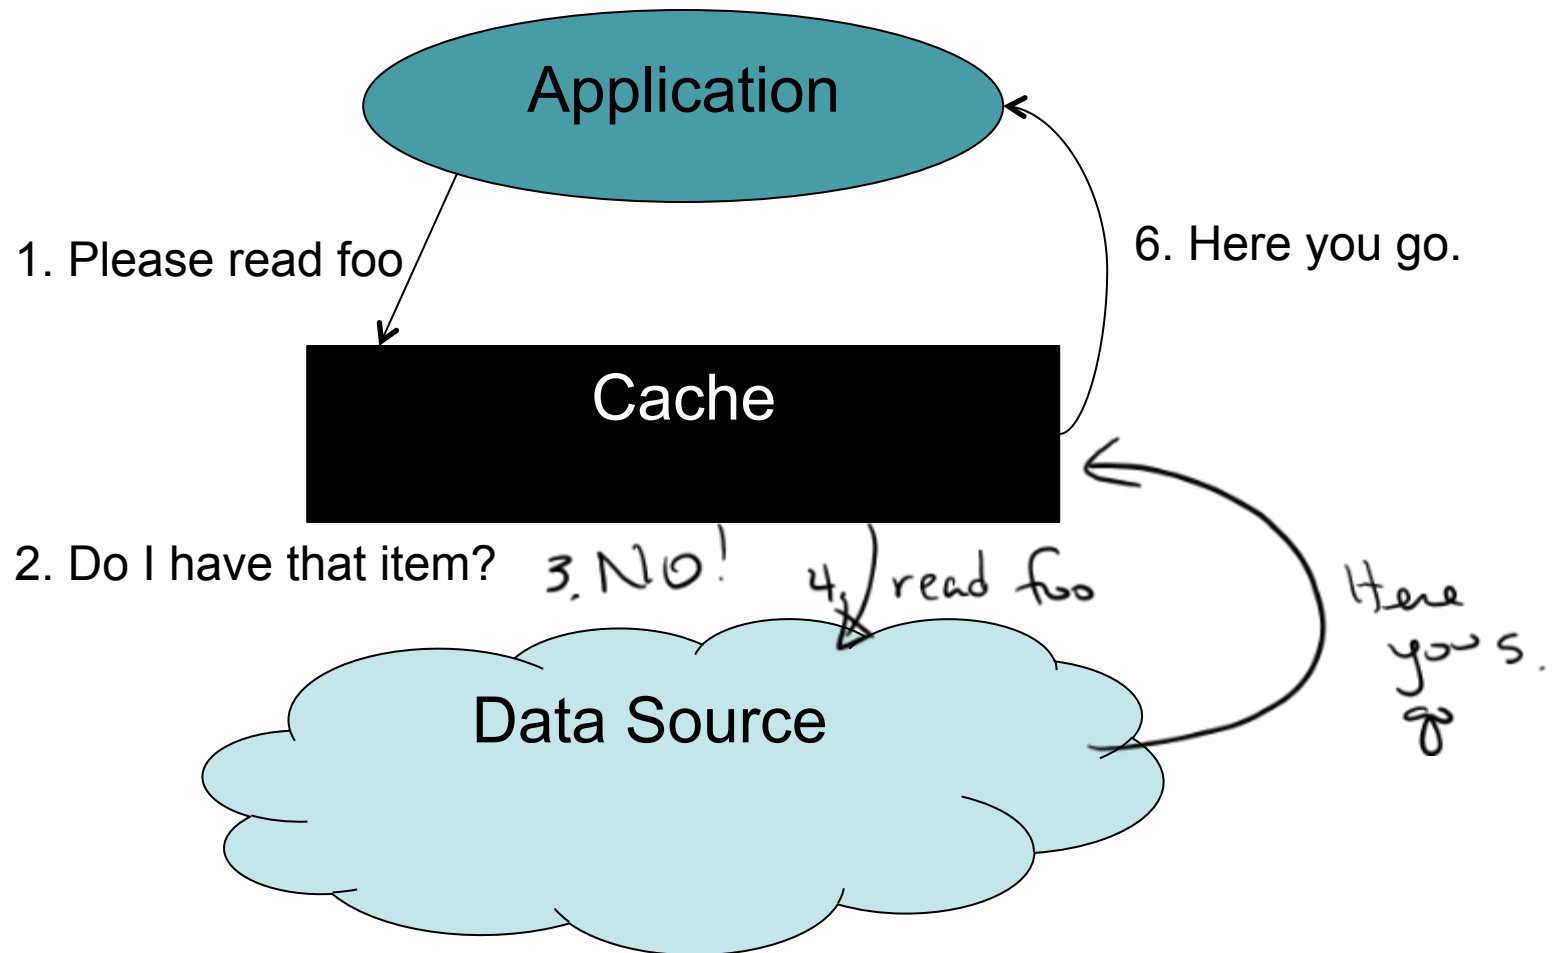 Application
1. Please read foo
6. Here you go.
Cache
2. Do I have that item?
3. No!
4. read foo
Here
you 5.
go
Data Source